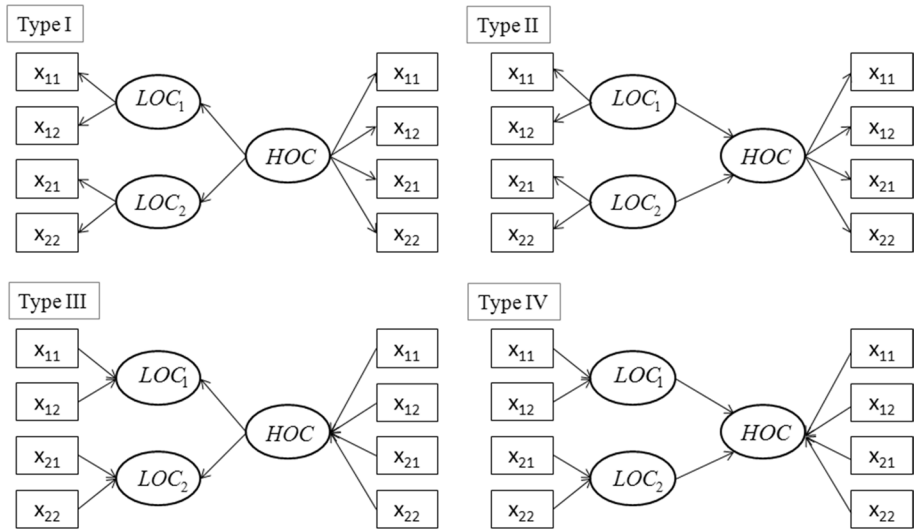 Type I
x11
LOC1
x11
x12
x12
HOC
x21
x21
LOC2
x22
x22
Type II
x11
LOC1
x11
x12
x12
HOC
x21
x21
LOC2
x22
x22
Type III
x11
LOC1
x11
x12
x12
HOC
x21
x21
LOC2
x22
x22
Type IV
x11
LOC1
x11
x12
x12
HOC
x21
x21
LOC2
x22
x22